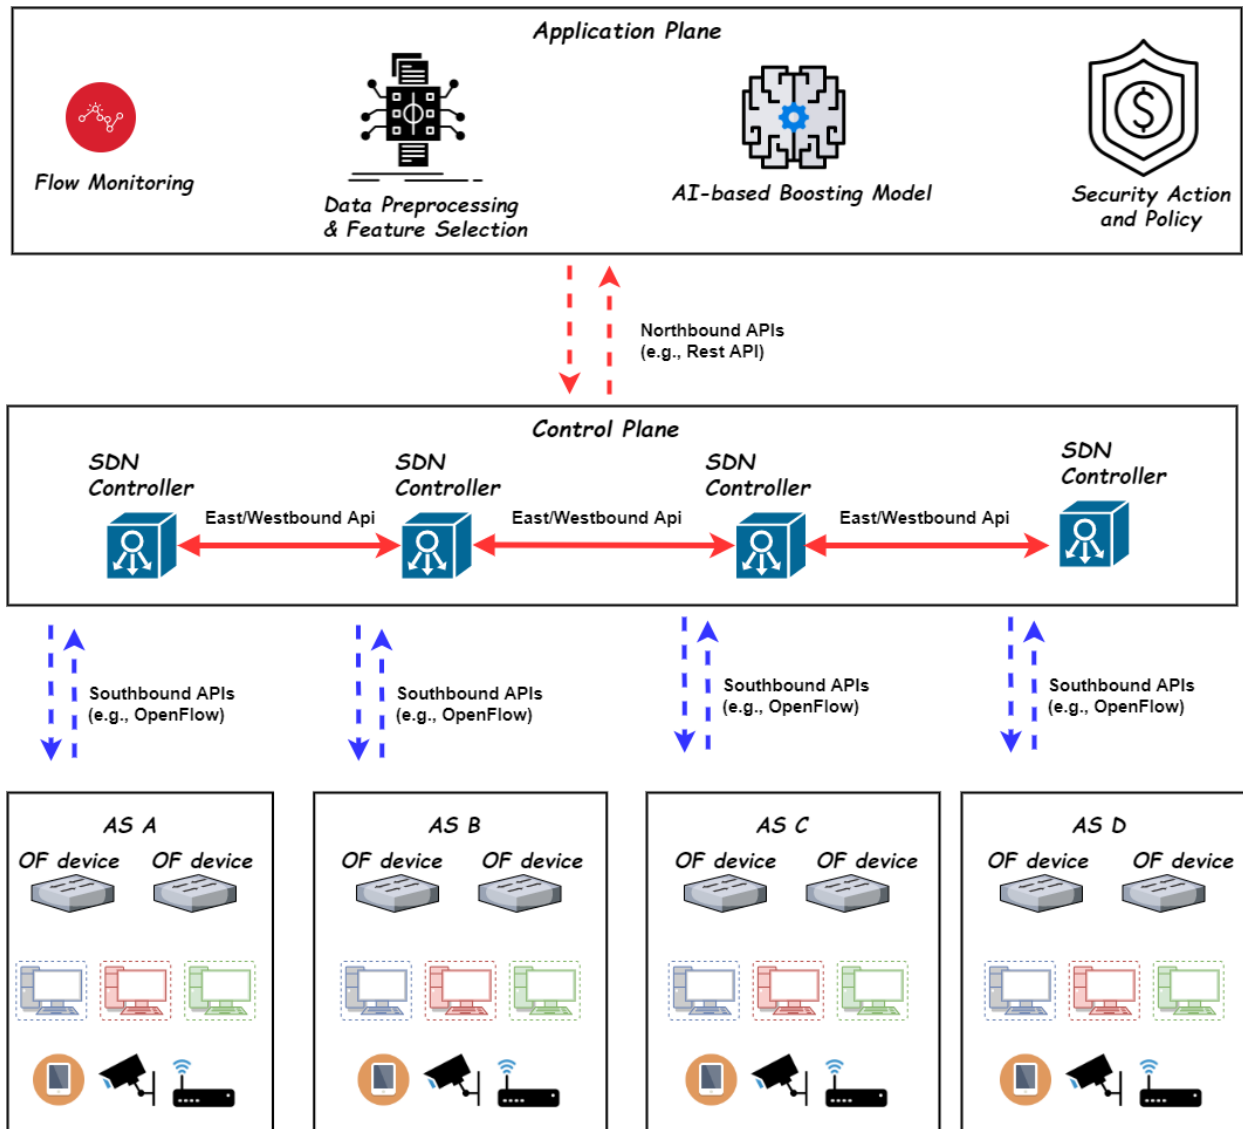 Application Plane
Flow Monitoring
Data Preprocessing
& Feature Selection
AI-based Boosting Model
Security Action
and Policy
$
Northbound APIs
(e.g., Rest API)
Control Plane
SDN
Controller
SDN
Controller
SDN
Controller
SDN
Controller
East/Westbound Api
East/Westbound Api
East/Westbound Api
Southbound APIs
(e.g., OpenFlow)
Southbound APIs
(e.g., OpenFlow)
Southbound APIs
(e.g., OpenFlow)
Southbound APIs
(e.g., OpenFlow)
AS A
OF device
OF device
AS B
OF device
OF device
AS C
OF device
OF device
AS D
OF device
OF device